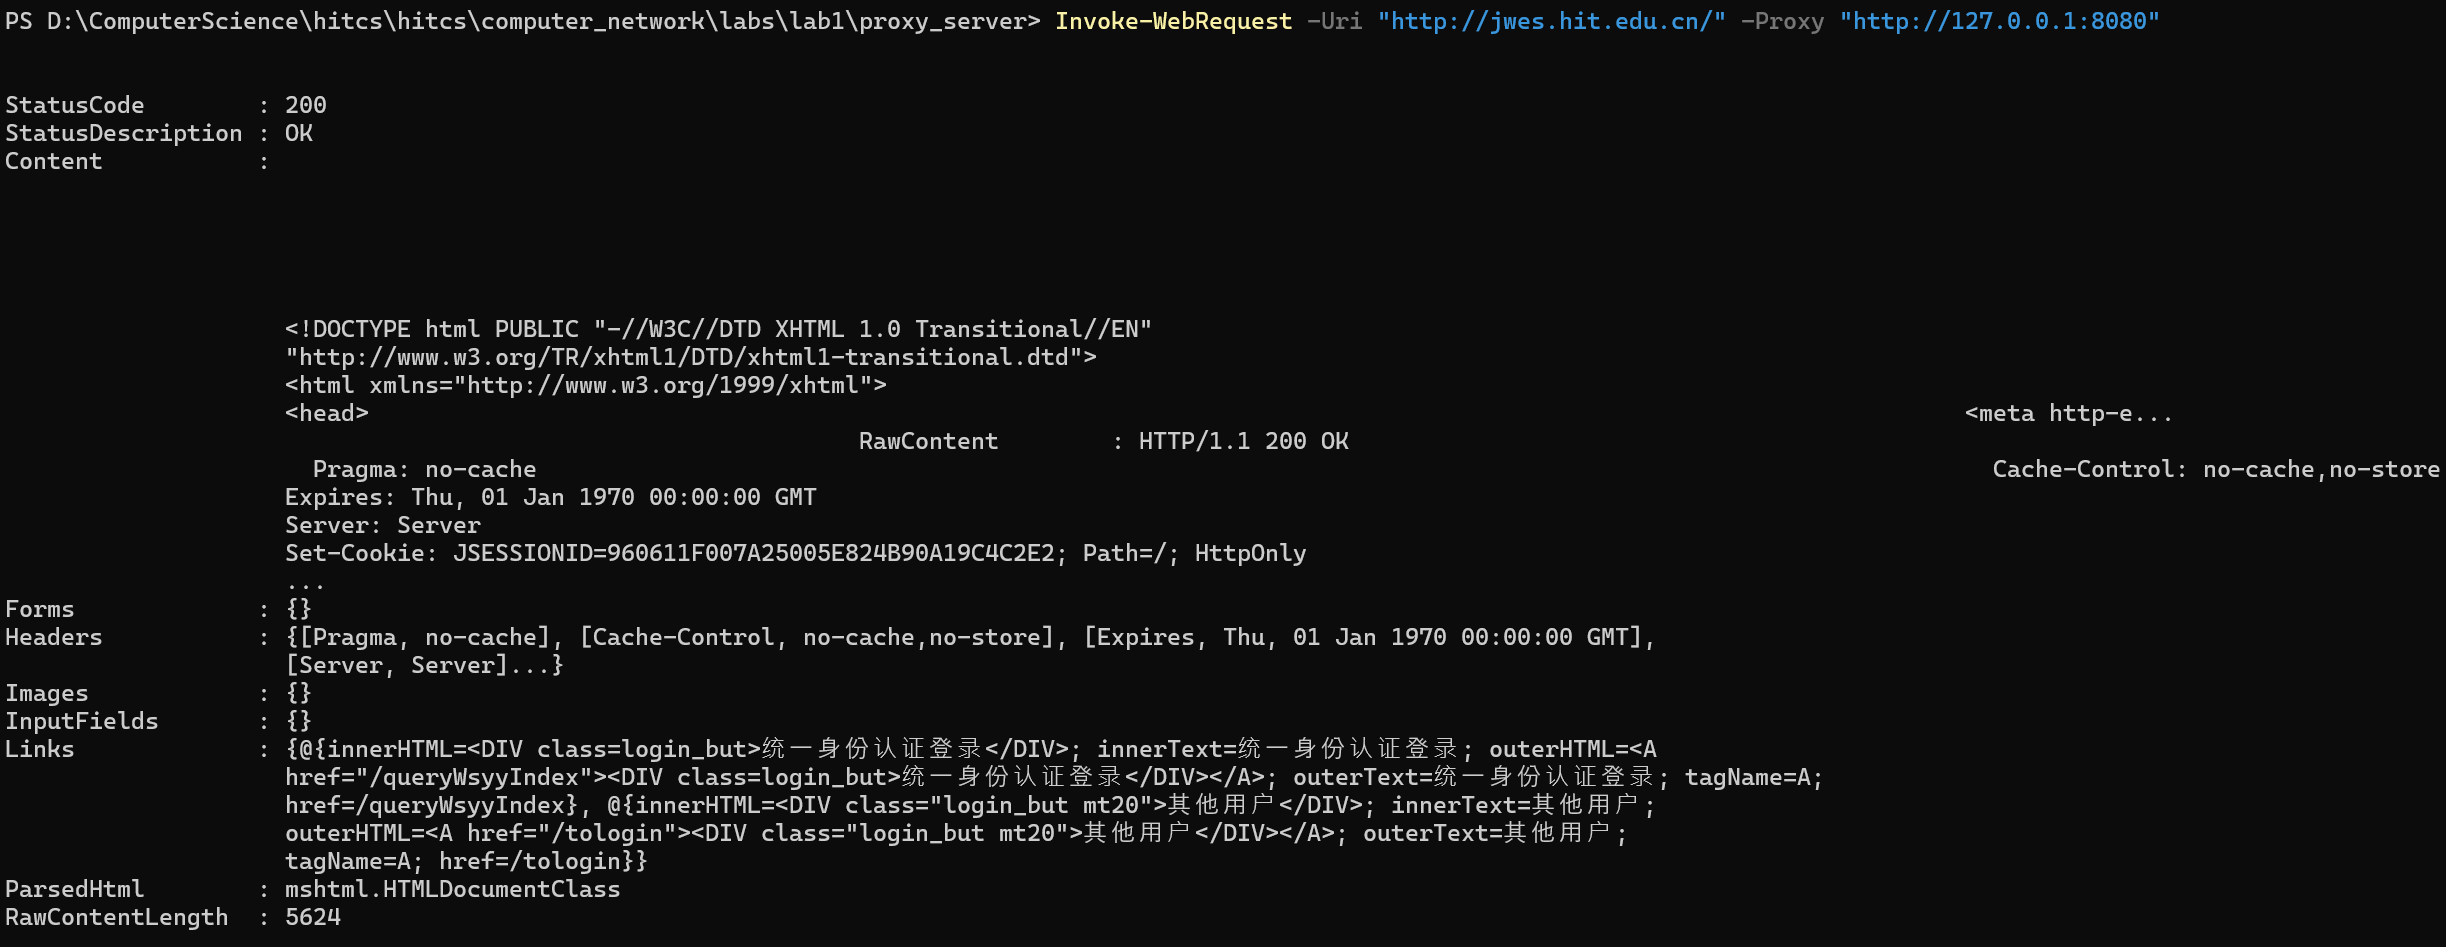 PS D:\ComputerScience\hitcs\hitcs\computer_network\labs\lab1\proxy_server> Invoke-WebRequest -Uri "http://jwes.hit.edu.cn/" -Proxy "http://127.0.0.1:8080"
StatusCode        : 200
StatusDescription : OK
Content           :
<!DOCTYPE html PUBLIC "-//W3C//DTD XHTML 1.0 Transitional//EN"
"http://www.w3.org/TR/xhtml1/DTD/xhtml1-transitional.dtd">
<html xmlns="http://www.w3.org/1999/xhtml">
<head> <meta http-e...
RawContent        : HTTP/1.1 200 OK
Pragma: no-cache Cache-Control: no-cache,no-store
Expires: Thu, 01 Jan 1970 00:00:00 GMT
Server: Server
Set-Cookie: JSESSIONID=960611F007A25005E824B90A19C4C2E2; Path=/; HttpOnly
...
Forms             : {}
Headers           : {[Pragma, no-cache], [Cache-Control, no-cache,no-store], [Expires, Thu, 01 Jan 1970 00:00:00 GMT],
[Server, Server]...}
Images            : {}
InputFields       : {}
Links             : {@{innerHTML=<DIV class=login_but>统一身份认证登录</DIV>; innerText=统一身份认证登录; outerHTML=<A
href="/queryWsyyIndex"><DIV class=login_but>统一身份认证登录</DIV></A>; outerText=统一身份认证登录; tagName=A;
href=/queryWsyyIndex}, @{innerHTML=<DIV class="login_but mt20">其他用户</DIV>; innerText=其他用户;
outerHTML=<A href="/tologin"><DIV class="login_but mt20">其他用户</DIV></A>; outerText=其他用户;
tagName=A; href=/tologin}}
ParsedHtml        : mshtml.HTMLDocumentClass
RawContentLength  : 5624